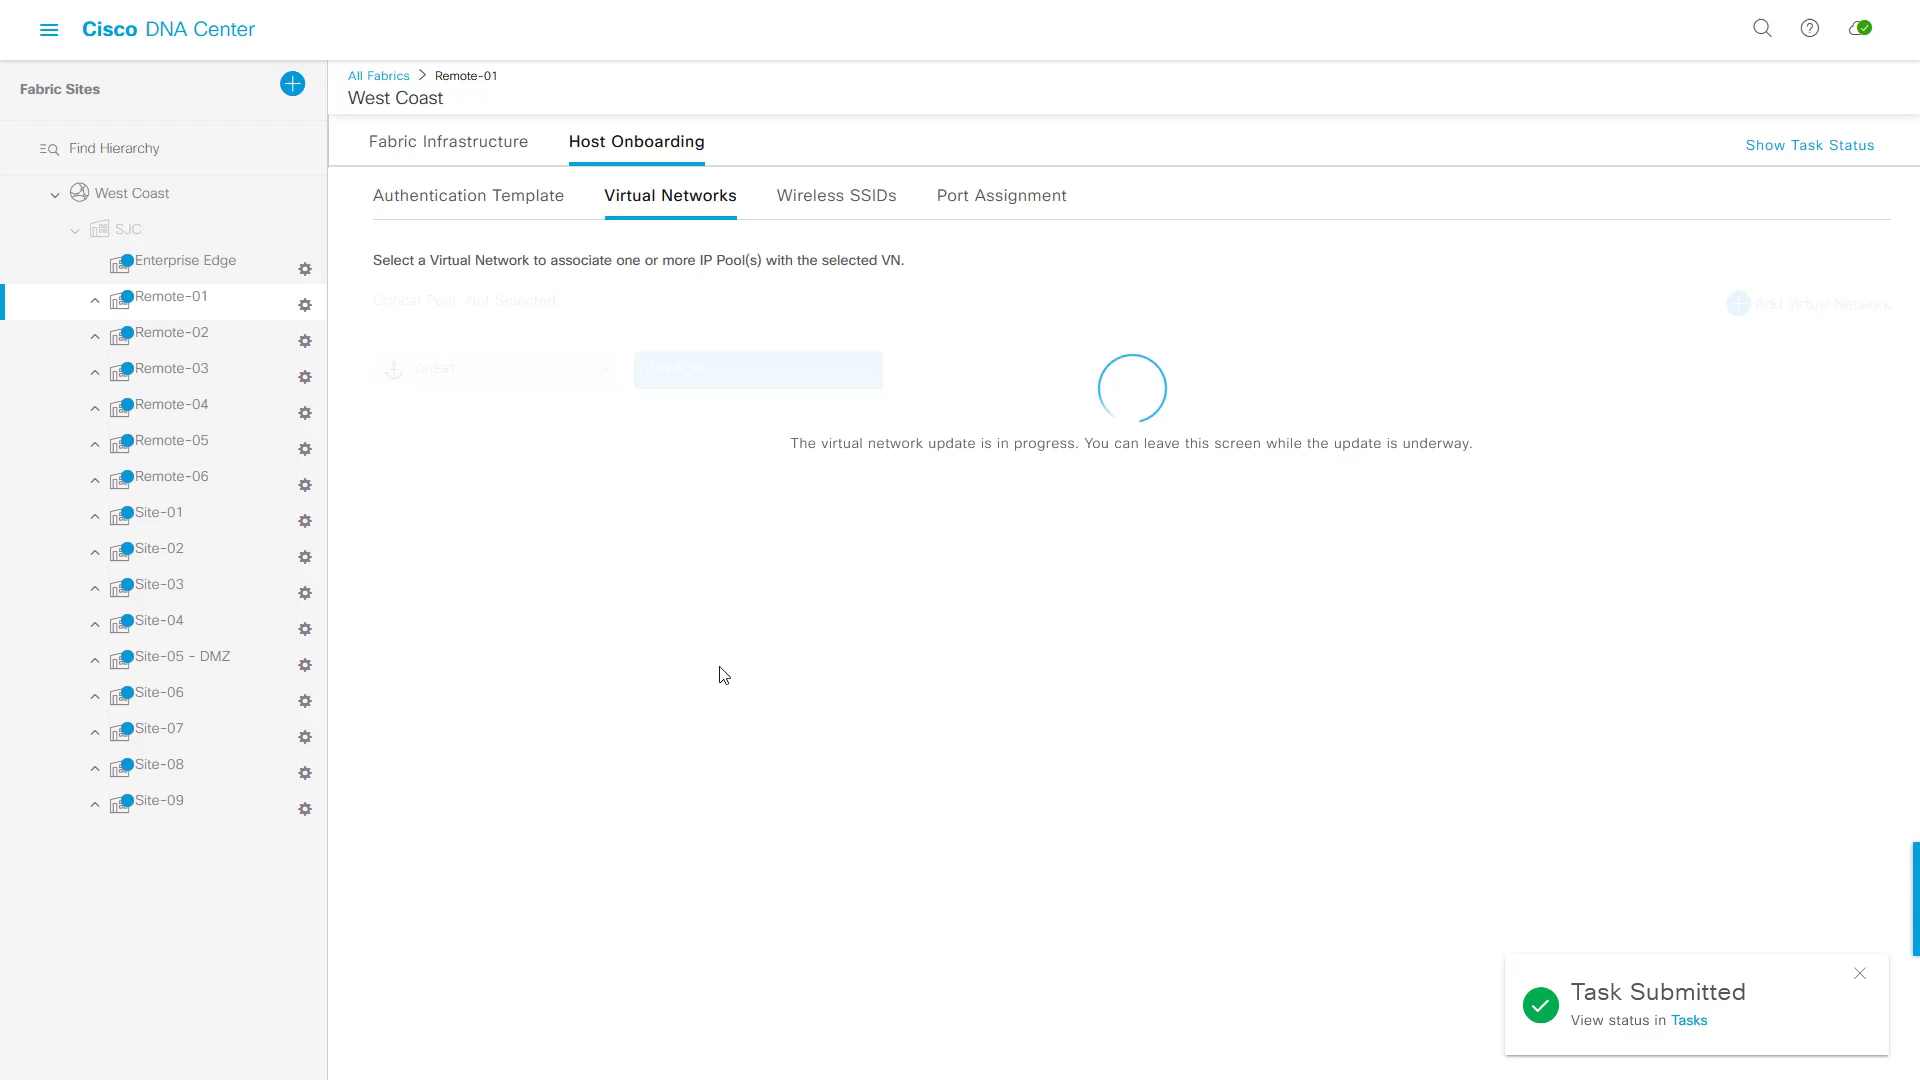 Cisco DNA Center
Fabric Sites
All Fabrics > Remote-01
West Coast
Fabric Infrastructure
Host Onboarding
Show Task Status
Find Hierarchy
West Coast
SJC
Enterprise Edge
Remote-01
Remote-02
Remote-03
Remote-04
Remote-05
Remote-06
Site-01
Site-02
Site-03
Site-04
Site-05 - DMZ
Site-06
Site-07
Site-08
Site-09
Authentication Template
Virtual Networks
Wireless SSIDs
Port Assignment
Select a Virtual Network to associate one or more IP Pool(s) with the selected VN.
Critical Pool: Not Selected
Add Virtual Network
GUEST
INFRA_VN
The virtual network update is in progress. You can leave this screen while the update is underway.
Task Submitted
View status in Tasks